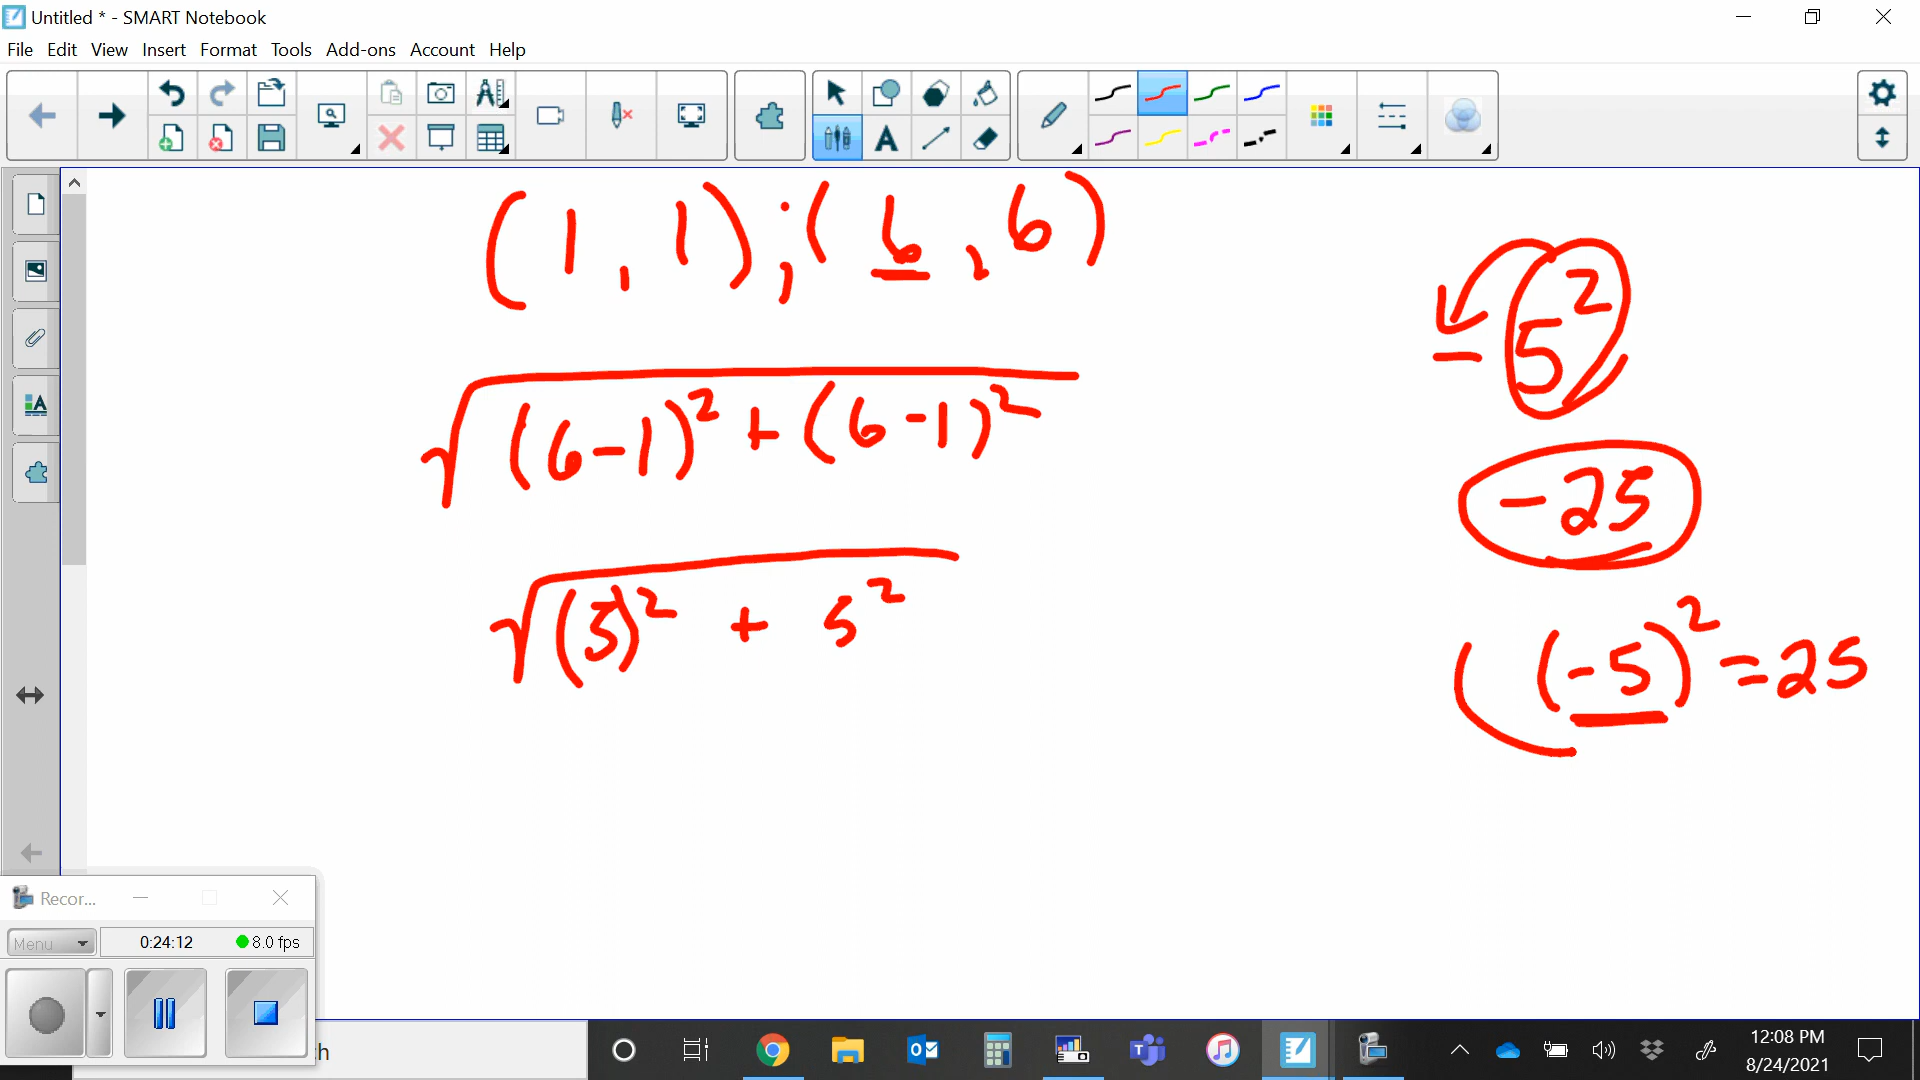 Untitled * - SMART Notebook
File Edit View Insert Format Tools Add-ons Account Help
(1, 1);(6, 6)
√(6-1)² + (6-1)²
√(5)² + 5²
-5²
-25
(-5)² = 25
Recor...
Menu 0:24:12 8.0 fps
ch
12:08 PM
8/24/2021